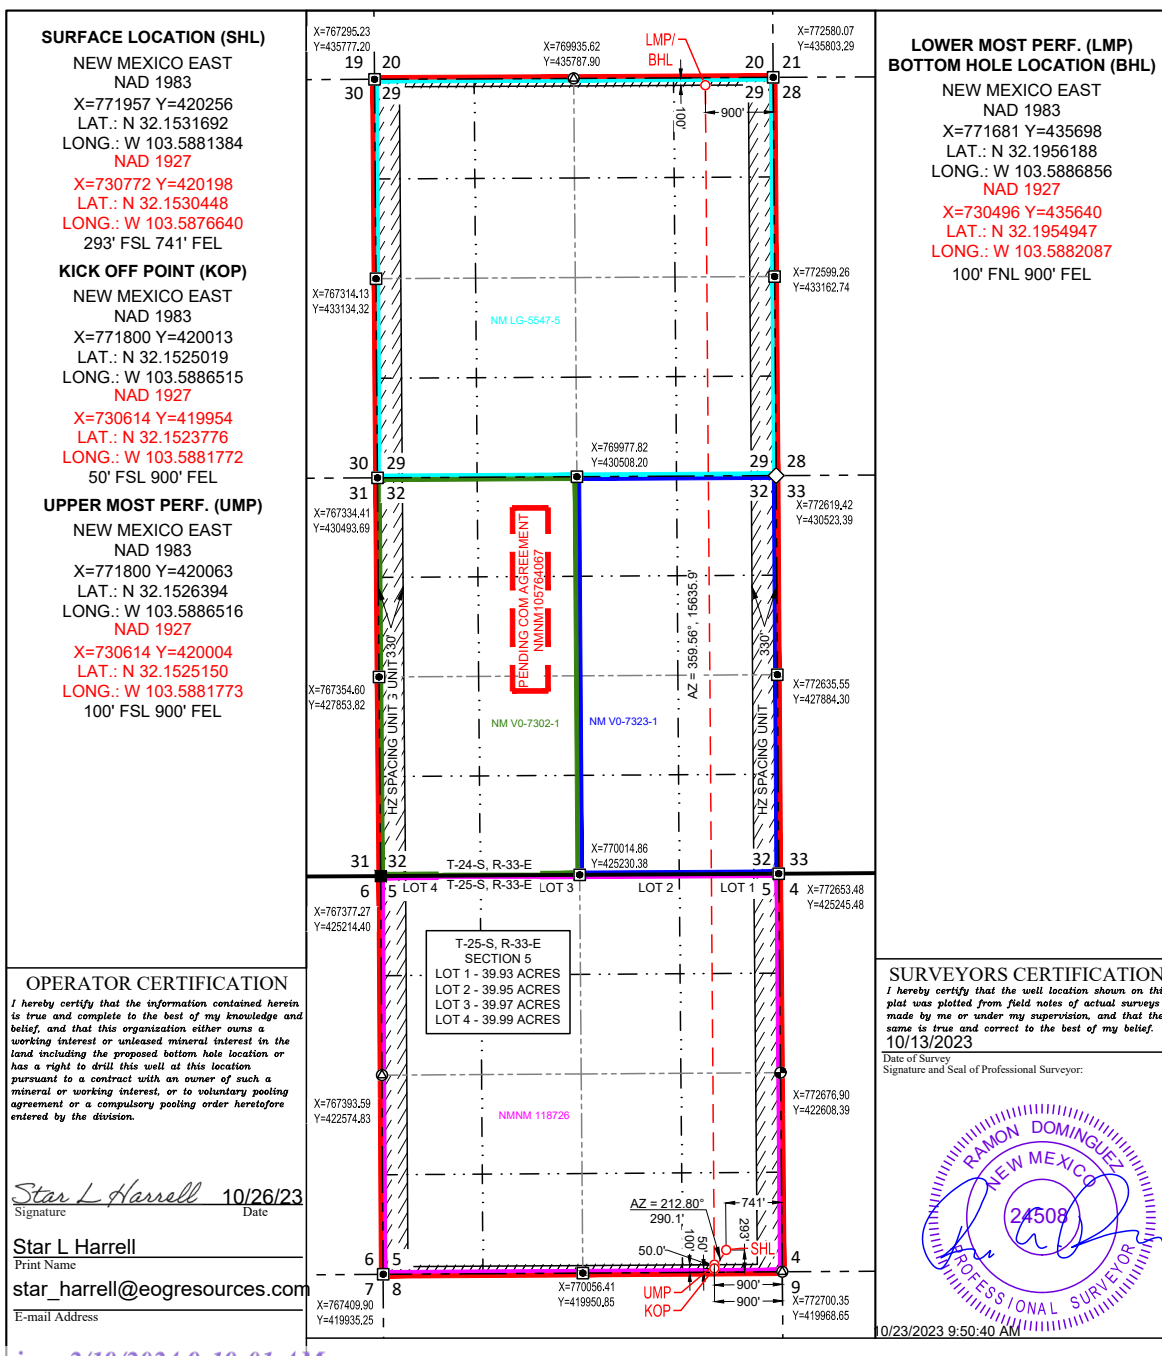 SURFACE LOCATION (SHL)
NEW MEXICO EAST
NAD 1983
X=771957 Y=420256
LAT.: N 32.1531692
LONG.: W 103.5881384
NAD 1927
X=730772 Y=420198
LAT.: N 32.1530448
LONG.: W 103.5876640
293' FSL 741' FEL
KICK OFF POINT (KOP)
NEW MEXICO EAST
NAD 1983
X=771800 Y=420013
LAT.: N 32.1525019
LONG.: W 103.5886515
NAD 1927
X=730614 Y=419954
LAT.: N 32.1523776
LONG.: W 103.5881772
50' FSL 900' FEL
UPPER MOST PERF. (UMP)
NEW MEXICO EAST
NAD 1983
X=771800 Y=420063
LAT.: N 32.1526394
LONG.: W 103.5886516
NAD 1927
X=730614 Y=420004
LAT.: N 32.1525150
LONG.: W 103.5881773
100' FSL 900' FEL
OPERATOR CERTIFICATION
I hereby certify that the information contained herein
is true and complete to the best of my knowledge and
belief, and that this organization either owns a
working interest or unleased mineral interest in the
land including the proposed bottom hole location or
has a right to drill this well at this location
pursuant to a contract with an owner of such a
mineral or working interest, or to voluntary pooling
agreement or a compulsory pooling order heretofore
entered by the division.
Star L Harrell 10/26/23
Signature Date
Star L Harrell
Print Name
star_harrell@eogresources.com
E-mail Address
X=767295.23
Y=435777.20
X=769935.62
Y=435787.90
LMP/
BHL
X=772580.07
Y=435803.29
19 20
20 21
30 29
29 28
100'
900'
X=767314.13
Y=433134.32
X=772599.26
Y=433162.74
NM LG-5547-5
X=769977.82
Y=430508.20
30 29
29 28
31 32
32 33
X=767334.41
Y=430493.69
X=772619.42
Y=430523.39
PENDING COM AGREEMENT
NMNM105764067
AZ = 359.56°, 15635.9'
HZ SPACING UNIT 330'
HZ SPACING UNIT
330'
X=767354.60
Y=427853.82
X=772635.55
Y=427884.30
NM V0-7302-1
NM V0-7323-1
X=770014.86
Y=425230.38
31 32
T-24-S, R-33-E
32 33
6 5
LOT 4
T-25-S, R-33-E
LOT 3
LOT 2
LOT 1
5 4
X=767377.27
Y=425214.40
X=772653.48
Y=425245.48
T-25-S, R-33-E
SECTION 5
LOT 1 - 39.93 ACRES
LOT 2 - 39.95 ACRES
LOT 3 - 39.97 ACRES
LOT 4 - 39.99 ACRES
X=767393.59
Y=422574.83
X=772676.90
Y=422608.39
NMNM 118726
AZ = 212.80°
290.1'
741'
293'
50.0'
100'
50'
SHL
6 5
4
7 8
9
UMP
KOP
900'
900'
X=770056.41
Y=419950.85
X=767409.90
Y=419935.25
X=772700.35
Y=419968.65
LOWER MOST PERF. (LMP)
BOTTOM HOLE LOCATION (BHL)
NEW MEXICO EAST
NAD 1983
X=771681 Y=435698
LAT.: N 32.1956188
LONG.: W 103.5886856
NAD 1927
X=730496 Y=435640
LAT.: N 32.1954947
LONG.: W 103.5882087
100' FNL 900' FEL
SURVEYORS CERTIFICATION
I hereby certify that the well location shown on this
plat was plotted from field notes of actual surveys
made by me or under my supervision, and that the
same is true and correct to the best of my belief.
10/13/2023
Date of Survey
Signature and Seal of Professional Surveyor:
RAMON DOMINGUEZ
NEW MEXICO
24508
PROFESSIONAL SURVEYOR
10/23/2023 9:50:40 AM